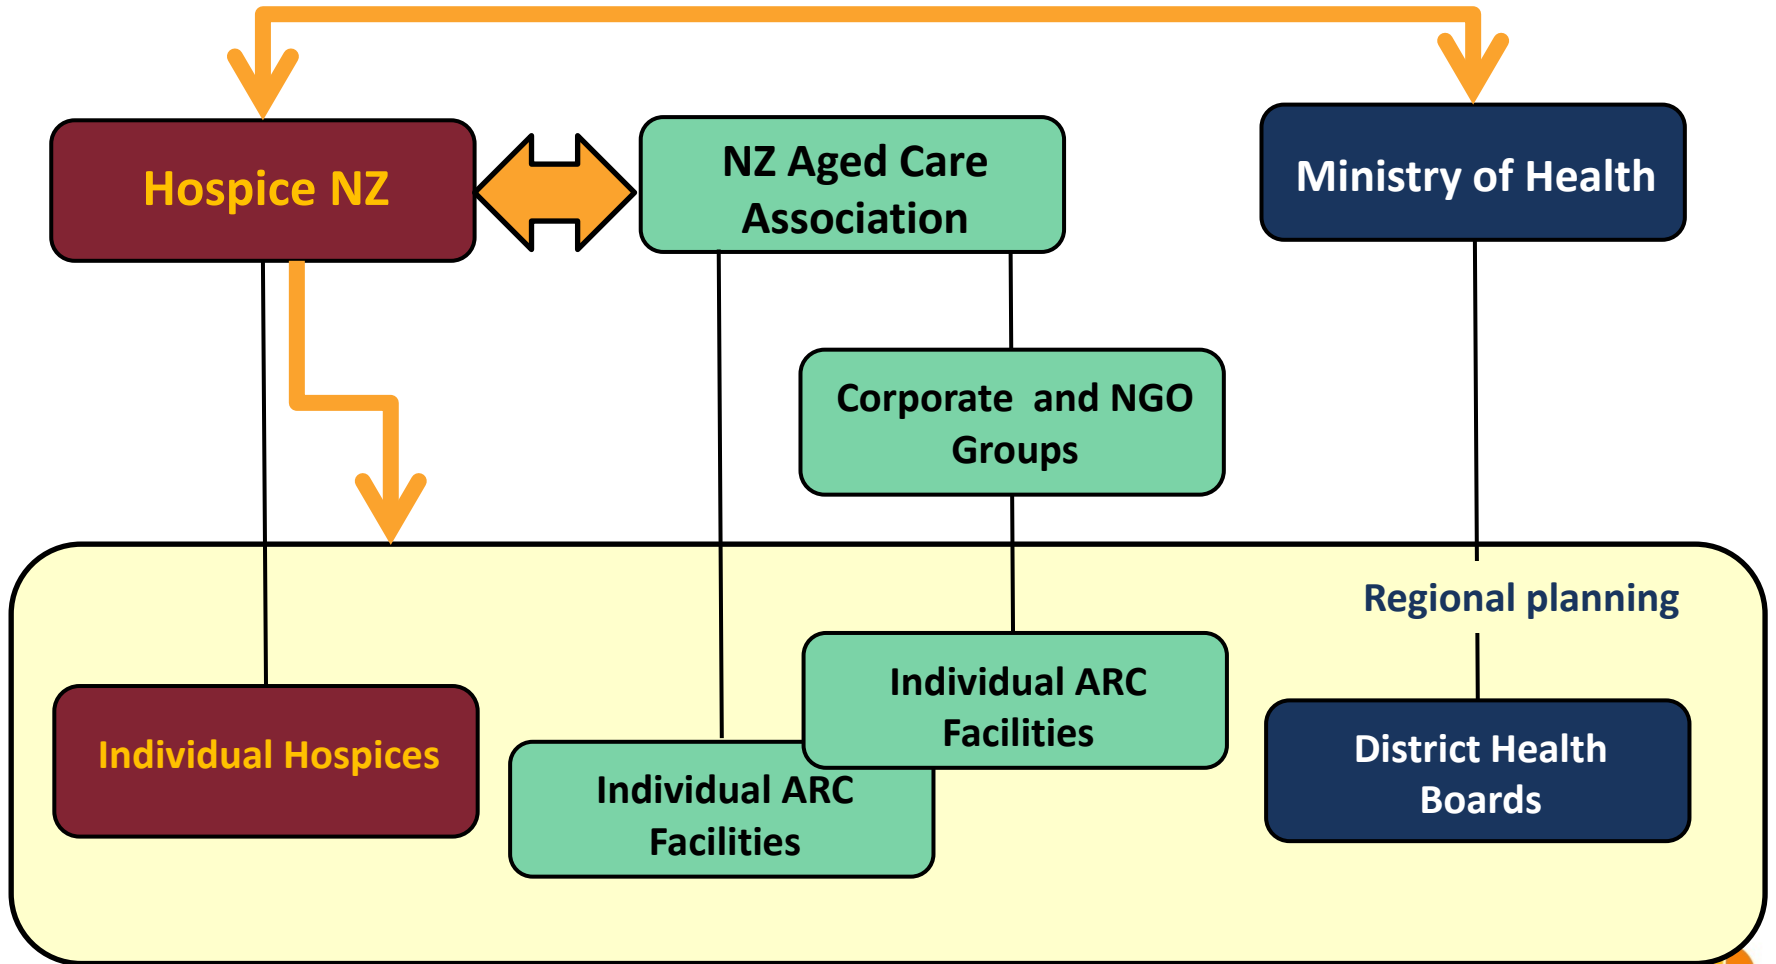 Hospice NZ
NZ Aged Care
Association
Ministry of Health
Corporate  and NGO
Groups
Regional planning
Individual ARC
Facilities
Individual Hospices
Individual ARC
Facilities
District Health
Boards